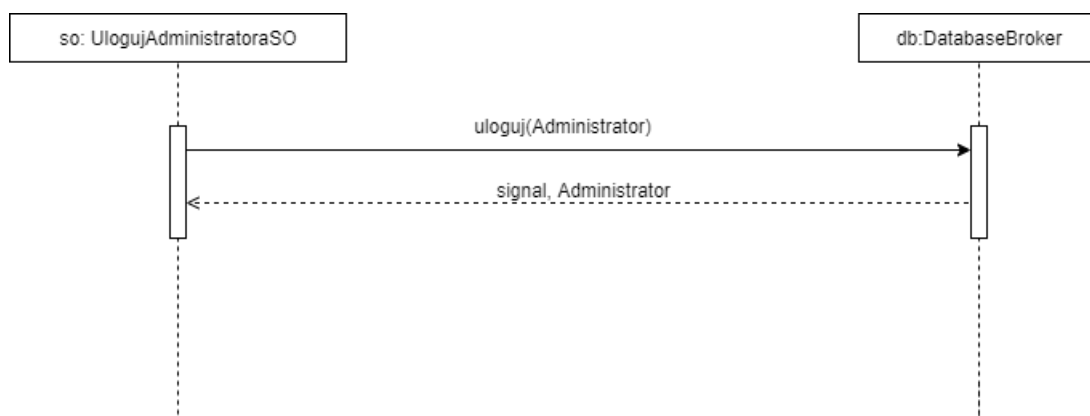 so: UlogujAdministratoraSO
db:DatabaseBroker
uloguj(Administrator)
signal, Administrator